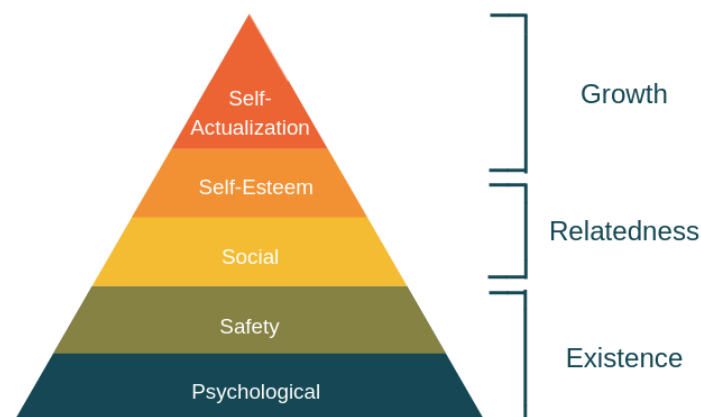 Self-
Actualization
Self-Esteem
Social
Safety
Psychological
Growth
Relatedness
Existence